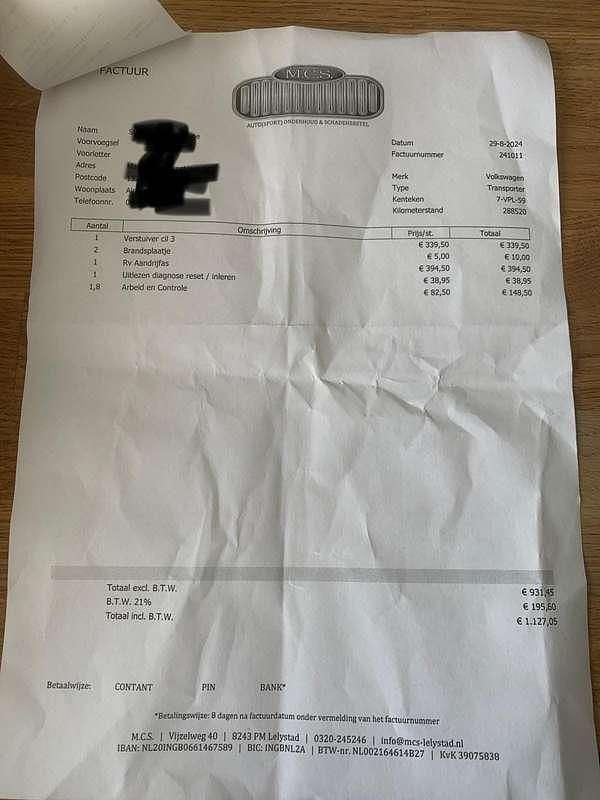 FACTUUR
M.C.S.
AUTO(SPORT) ONDERHOUD & SCHADEHERSTEL
Naam
Voorvoegsel
Voorletter
Adres
Postcode
Woonplaats
Telefoonnr.
Datum 29-8-2024
Factuurnummer 241011
Merk Volkswagen
Type Transporter
Kenteken 7-VPL-59
Kilometerstand 288520
Aantal Omschrijving Prijs/st. Totaal
1 Verstuiver cil 3 € 339,50 € 339,50
2 Brandsplaatje € 5,00 € 10,00
1 Rv Aandrijfas € 394,50 € 394,50
1 Uitlezen diagnose reset / inleren € 38,95 € 38,95
1,8 Arbeid en Controle € 82,50 € 148,50
Totaal excl. B.T.W. € 931,45
B.T.W. 21% € 195,60
Totaal incl. B.T.W. € 1.127,05
Betaalwijze: CONTANT PIN BANK*
*Betalingswijze: 8 dagen na factuurdatum onder vermelding van het factuurnummer
M.C.S. | Vijzelweg 40 | 8243 PM Lelystad | 0320-245246 | info@mcs-lelystad.nl
IBAN: NL20INGB0661467589 | BIC: INGBNL2A | BTW-nr. NL002164614B27 | KvK 39075838